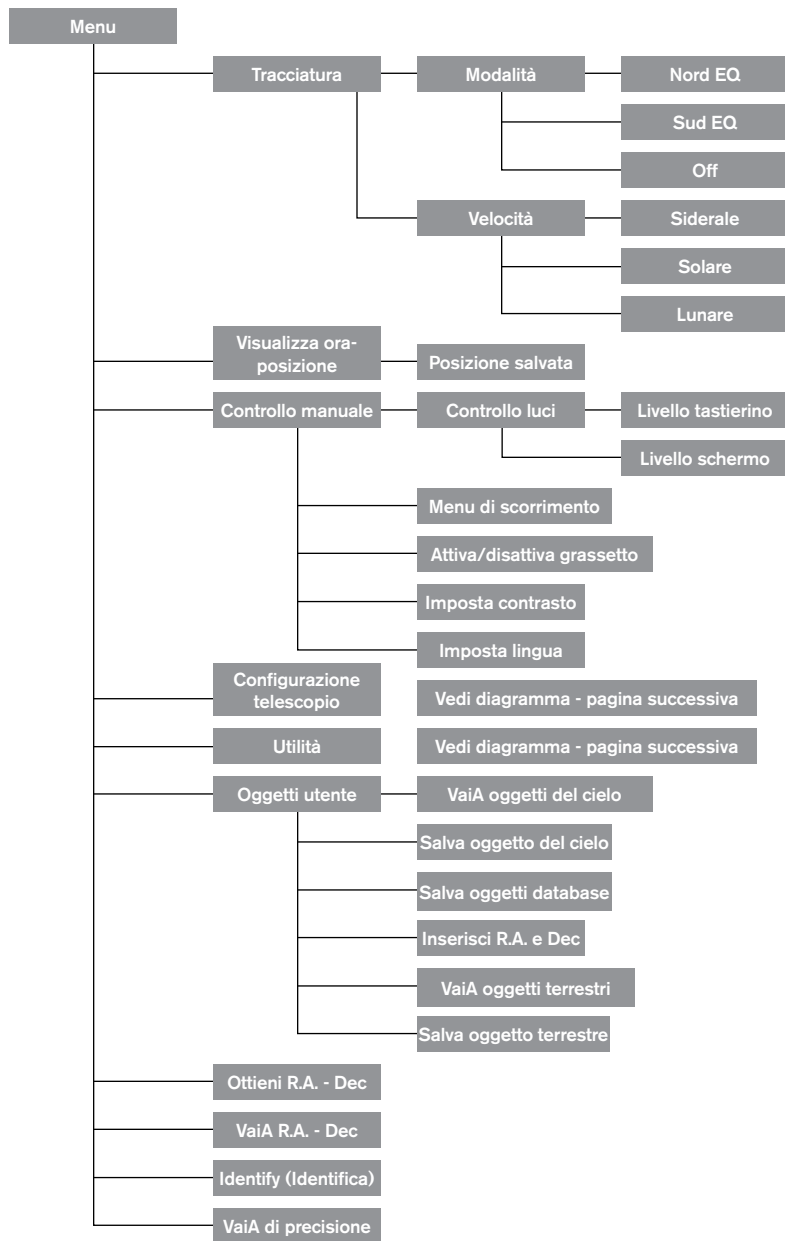 Menu
Tracciatura
Modalità
Nord EQ
Sud EQ
Off
Velocità
Siderale
Solare
Lunare
Visualizza ora-
posizione
Posizione salvata
Controllo manuale
Controllo luci
Livello tastierino
Livello schermo
Menu di scorrimento
Attiva/disattiva grassetto
Imposta contrasto
Imposta lingua
Configurazione
telescopio
Vedi diagramma - pagina successiva
Utilità
Vedi diagramma - pagina successiva
Oggetti utente
VaiA oggetti del cielo
Salva oggetto del cielo
Salva oggetti database
Inserisci R.A. e Dec
VaiA oggetti terrestri
Salva oggetto terrestre
Ottieni R.A. - Dec
VaiA R.A. - Dec
Identify (Identifica)
VaiA di precisione